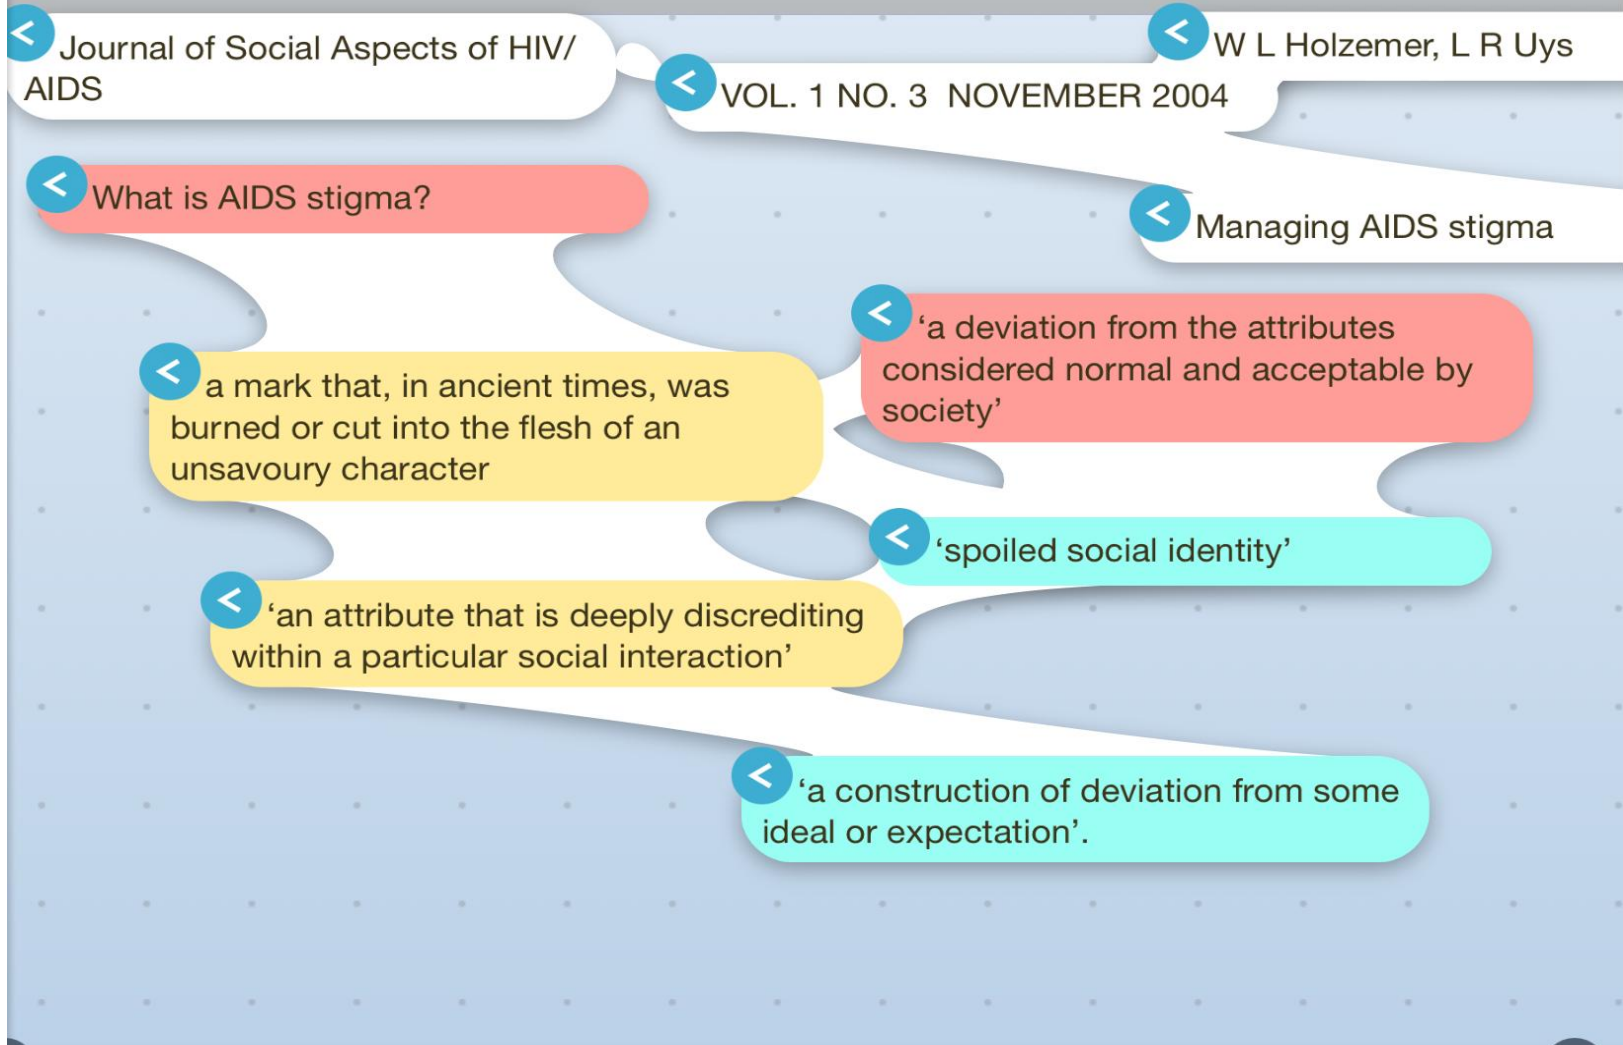 Journal of Social Aspects of HIV/
AIDS
VOL. 1 NO. 3 NOVEMBER 2004
W L Holzemer, L R Uys
Managing AIDS stigma
What is AIDS stigma?
a mark that, in ancient times, was
burned or cut into the flesh of an
unsavoury character
‘a deviation from the attributes
considered normal and acceptable by
society’
‘spoiled social identity’
‘an attribute that is deeply discrediting
within a particular social interaction’
‘a construction of deviation from some
ideal or expectation’.